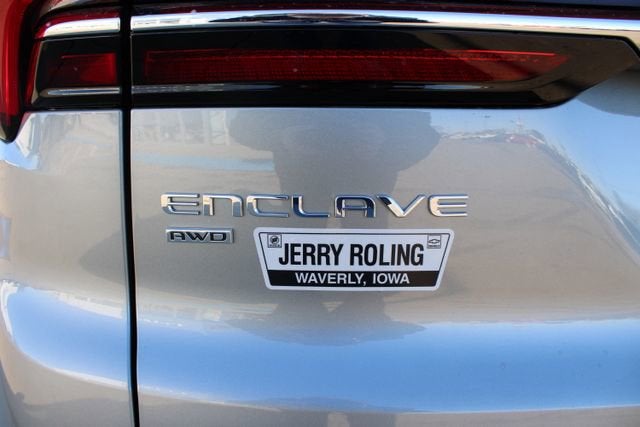 ENCLAVE
AWD
JERRY ROLING
WAVERLY, IOWA